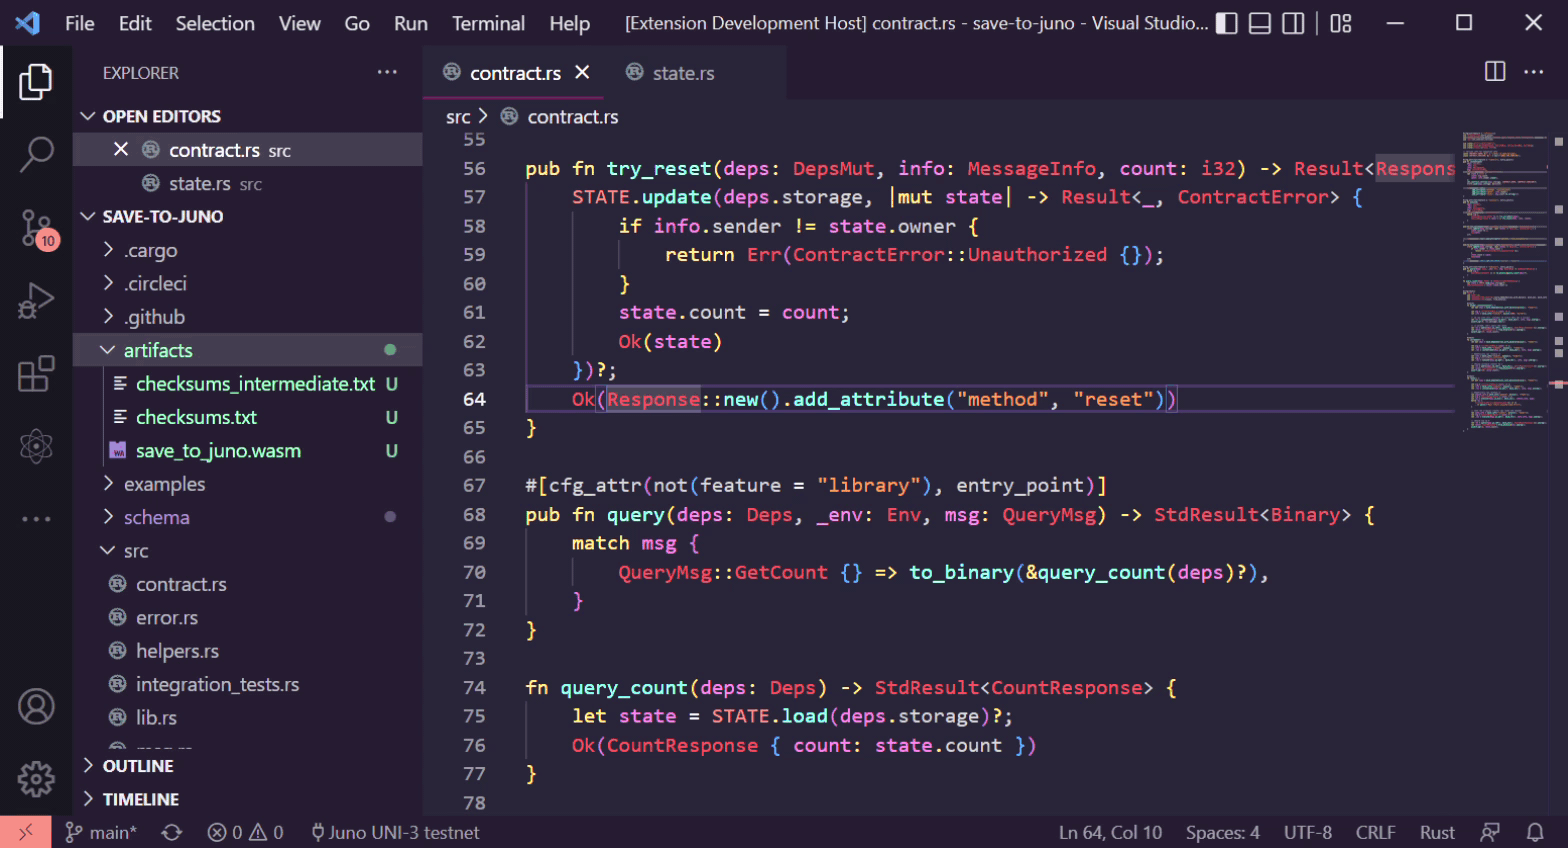 File Edit Selection View Go Run Terminal Help [Extension Development Host] contract.rs - save-to-juno - Visual Studio...
EXPLORER
OPEN EDITORS
contract.rs src
state.rs src
SAVE-TO-JUNO
.cargo
.circleci
.github
artifacts
checksums_intermediate.txt U
checksums.txt U
save_to_juno.wasm U
examples
schema
src
contract.rs
error.rs
helpers.rs
integration_tests.rs
lib.rs
OUTLINE
TIMELINE
10
contract.rs state.rs
src > contract.rs
55
56 pub fn try_reset(deps: DepsMut, info: MessageInfo, count: i32) -> Result<Respons
57 STATE.update(deps.storage, |mut state| -> Result<_, ContractError> {
58 if info.sender != state.owner {
59 return Err(ContractError::Unauthorized {});
60 }
61 state.count = count;
62 Ok(state)
63 })?;
64 Ok(Response::new().add_attribute("method", "reset"))
65 }
66
67 #[cfg_attr(not(feature = "library"), entry_point)]
68 pub fn query(deps: Deps, _env: Env, msg: QueryMsg) -> StdResult<Binary> {
69 match msg {
70 QueryMsg::GetCount {} => to_binary(&query_count(deps)?),
71 }
72 }
73
74 fn query_count(deps: Deps) -> StdResult<CountResponse> {
75 let state = STATE.load(deps.storage)?;
76 Ok(CountResponse { count: state.count })
77 }
78
main* 0 0 Juno UNI-3 testnet Ln 64, Col 10 Spaces: 4 UTF-8 CRLF Rust